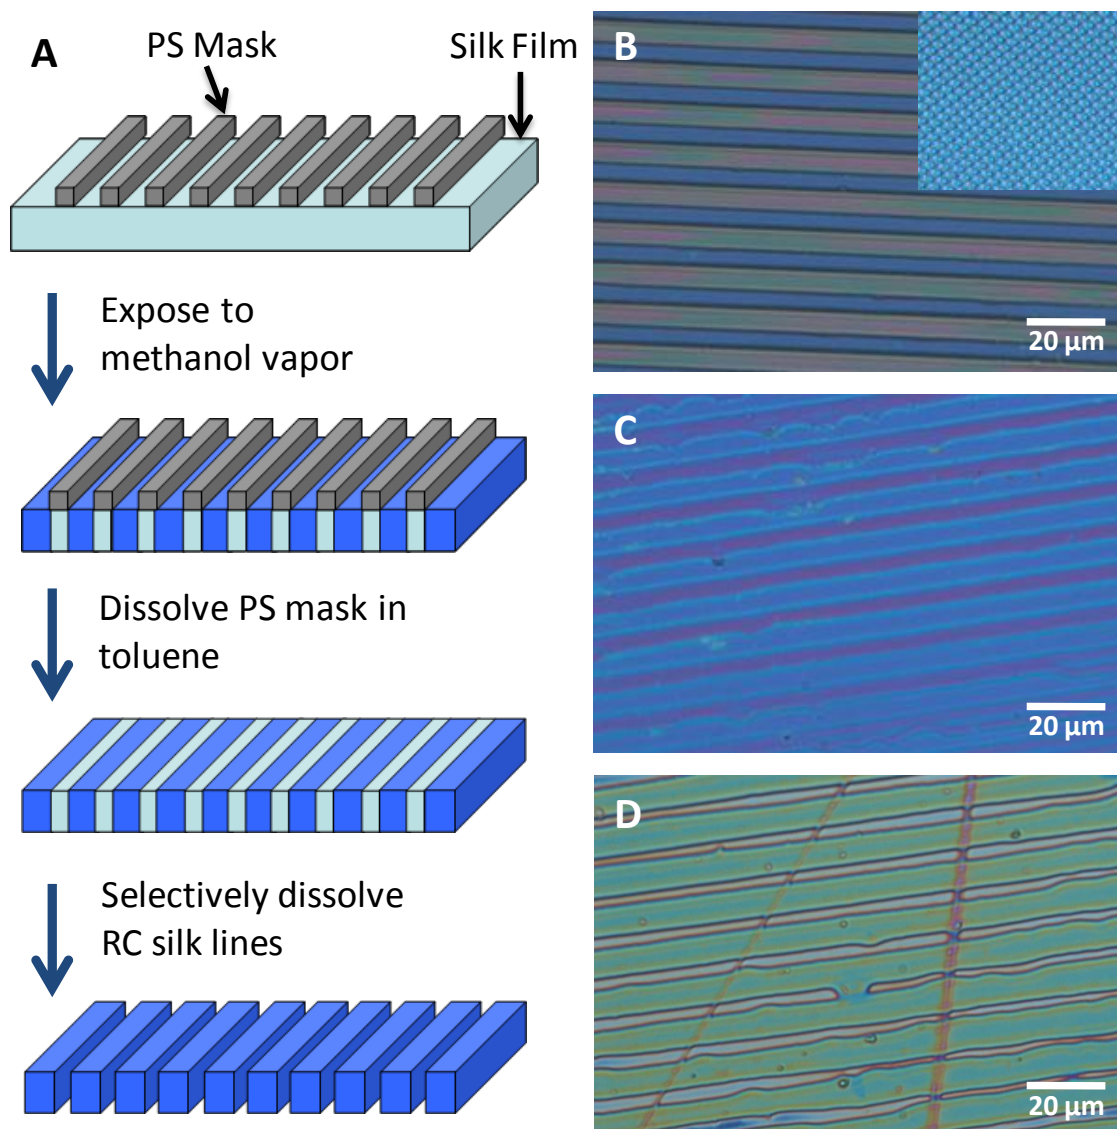 A
PS Mask
Silk Film
Expose to
methanol vapor
Dissolve PS mask in
toluene
Selectively dissolve
RC silk lines
B
20 µm
C
20 µm
D
20 µm